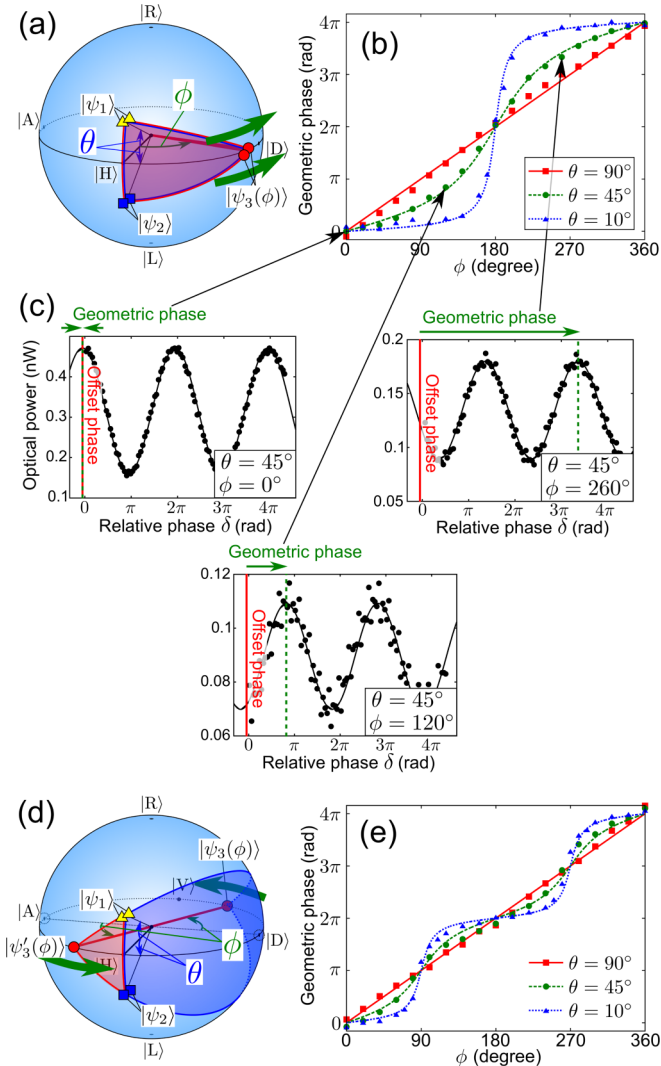 (a)
|R⟩
|ψ₁⟩
ϕ
|A⟩
θ
|D⟩
|H⟩
|ψ₃(ϕ)⟩
|ψ₂⟩
|L⟩
(b)
Geometric phase (rad)
4π
3π
2π
π
0
θ = 90°
θ = 45°
θ = 10°
0 90 180 270 360
ϕ (degree)
(c)
Geometric phase
Optical power (nW)
0.4
0.3
0.2
0.1
Offset phase
θ = 45°
ϕ = 0°
0 π 2π 3π 4π
Relative phase δ (rad)
Geometric phase
0.2
0.15
0.1
0.05
Offset phase
θ = 45°
ϕ = 260°
0 π 2π 3π 4π
Relative phase δ (rad)
Geometric phase
0.12
0.1
0.08
0.06
Offset phase
θ = 45°
ϕ = 120°
0 π 2π 3π 4π
Relative phase δ (rad)
(d)
|R⟩
|ψ₃(ϕ)⟩
|ψ₁⟩
|V⟩
|A⟩
|D⟩
ϕ
|ψ′₃(ϕ)⟩
|H⟩
θ
|ψ₂⟩
|L⟩
(e)
Geometric phase (rad)
4π
3π
2π
π
0
θ = 90°
θ = 45°
θ = 10°
0 90 180 270 360
ϕ (degree)